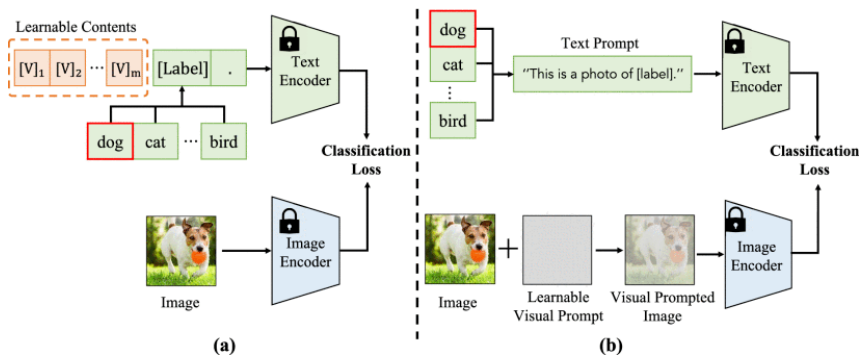 Learnable Contents
[V]1 [V]2 ... [V]m [Label] .
dog cat ... bird
Text
Encoder
Classification
Loss
Image
Encoder
Image
(a)
dog
cat
...
bird
Text Prompt
“This is a photo of [label].”
Text
Encoder
Classification
Loss
Image
Encoder
Image
Learnable
Visual Prompt
Visual Prompted
Image
(b)